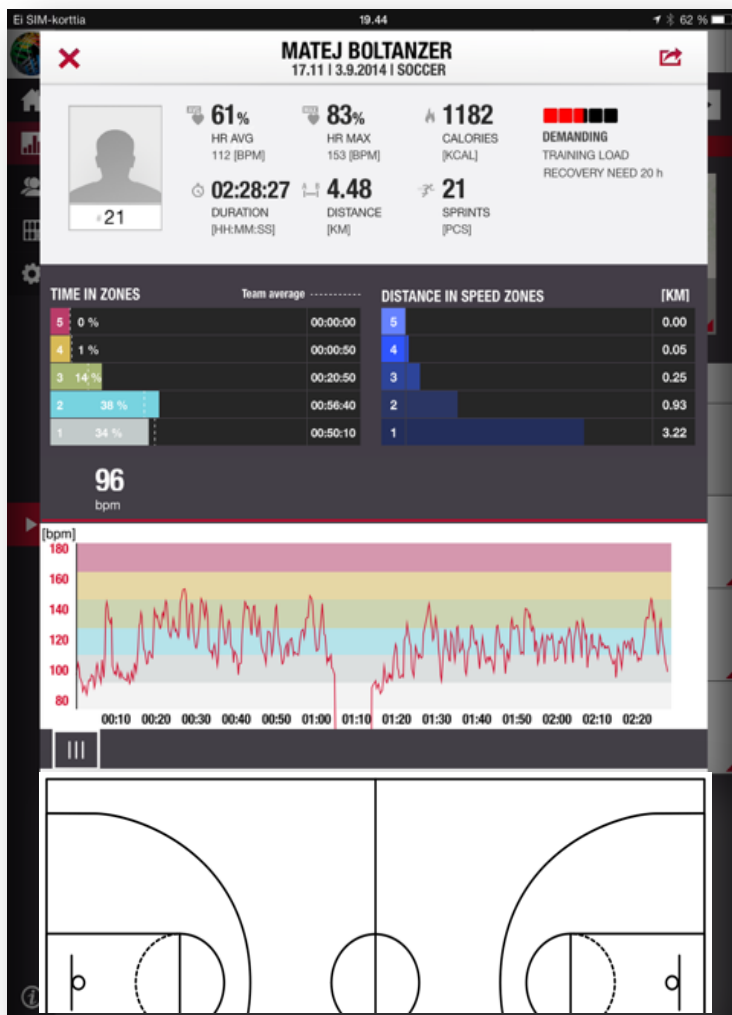 Ei SIM-korttia 19.44 62 %
MATEJ BOLTANZER
17.11 | 3.9.2014 | SOCCER
61% 83% 1182
HR AVG HR MAX CALORIES DEMANDING
112 [BPM] 153 [BPM] [KCAL] TRAINING LOAD
RECOVERY NEED 20 h
02:28:27 4.48 21
21 DURATION DISTANCE SPRINTS
[HH:MM:SS] [KM] [PCS]
TIME IN ZONES Team average DISTANCE IN SPEED ZONES [KM]
5 0 % 00:00:00 5 0.00
4 1 % 00:00:50 4 0.05
3 14 % 00:20:50 3 0.25
2 38 % 00:56:40 2 0.93
1 34 % 00:50:10 1 3.22
96
bpm
[bpm]
180
160
140
120
100
80
00:10 00:20 00:30 00:40 00:50 01:00 01:10 01:20 01:30 01:40 01:50 02:00 02:10 02:20